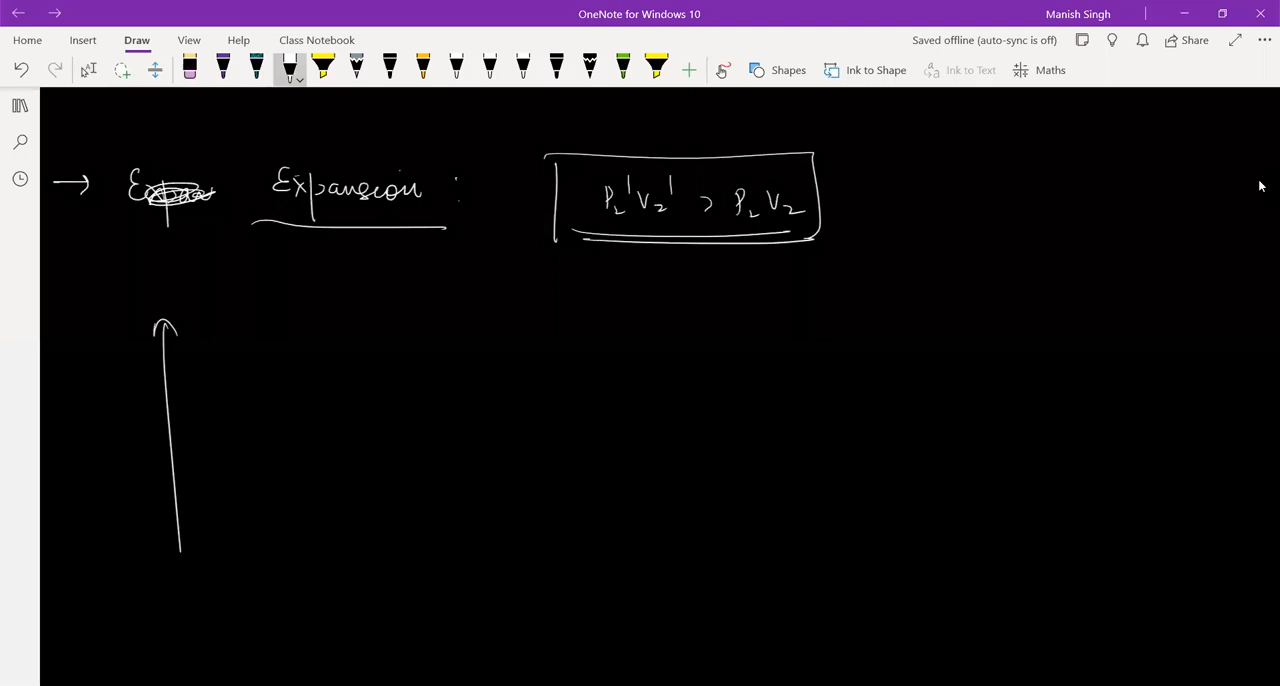 OneNote for Windows 10
Manish Singh
Home Insert Draw View Help Class Notebook
Saved offline (auto-sync is off) Share
Shapes Ink to Shape Ink to Text Maths
→ Expansion : P₂'V₂' > P₂V₂